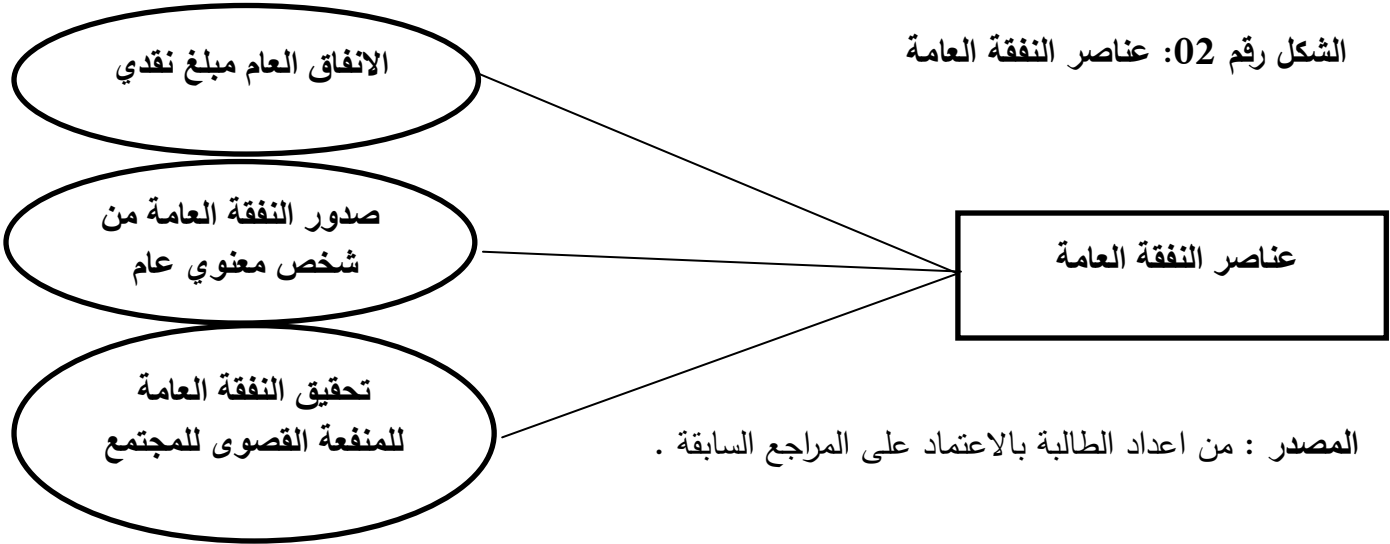 الشكل رقم 02: عناصر النفقة العامة
الانفاق العام مبلغ نقدي
صدور النفقة العامة من
شخص معنوي عام
عناصر النفقة العامة
تحقيق النفقة العامة
للمنفعة القصوى للمجتمع
المصدر : من اعداد الطالبة بالاعتماد على المراجع السابقة .